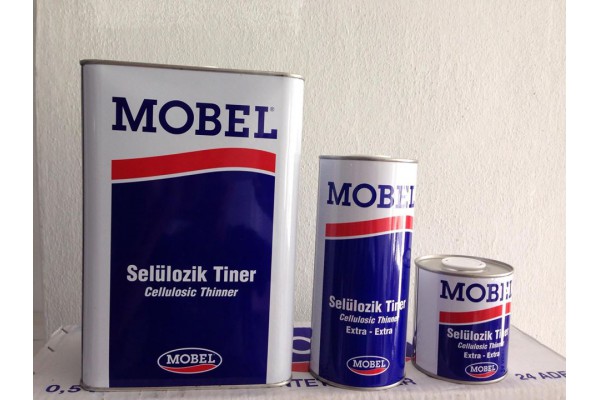 MOBEL®
Selülozik Tiner
Cellulosic Thinner
MOBEL
MOBEL
Selülozik Tiner
Cellulosic Thinner
Extra - Extra
MOBEL
MOBEL
Selülozik Tiner
Cellulosic Thinner
Extra - Extra
MOBEL
0,5
24 ADE